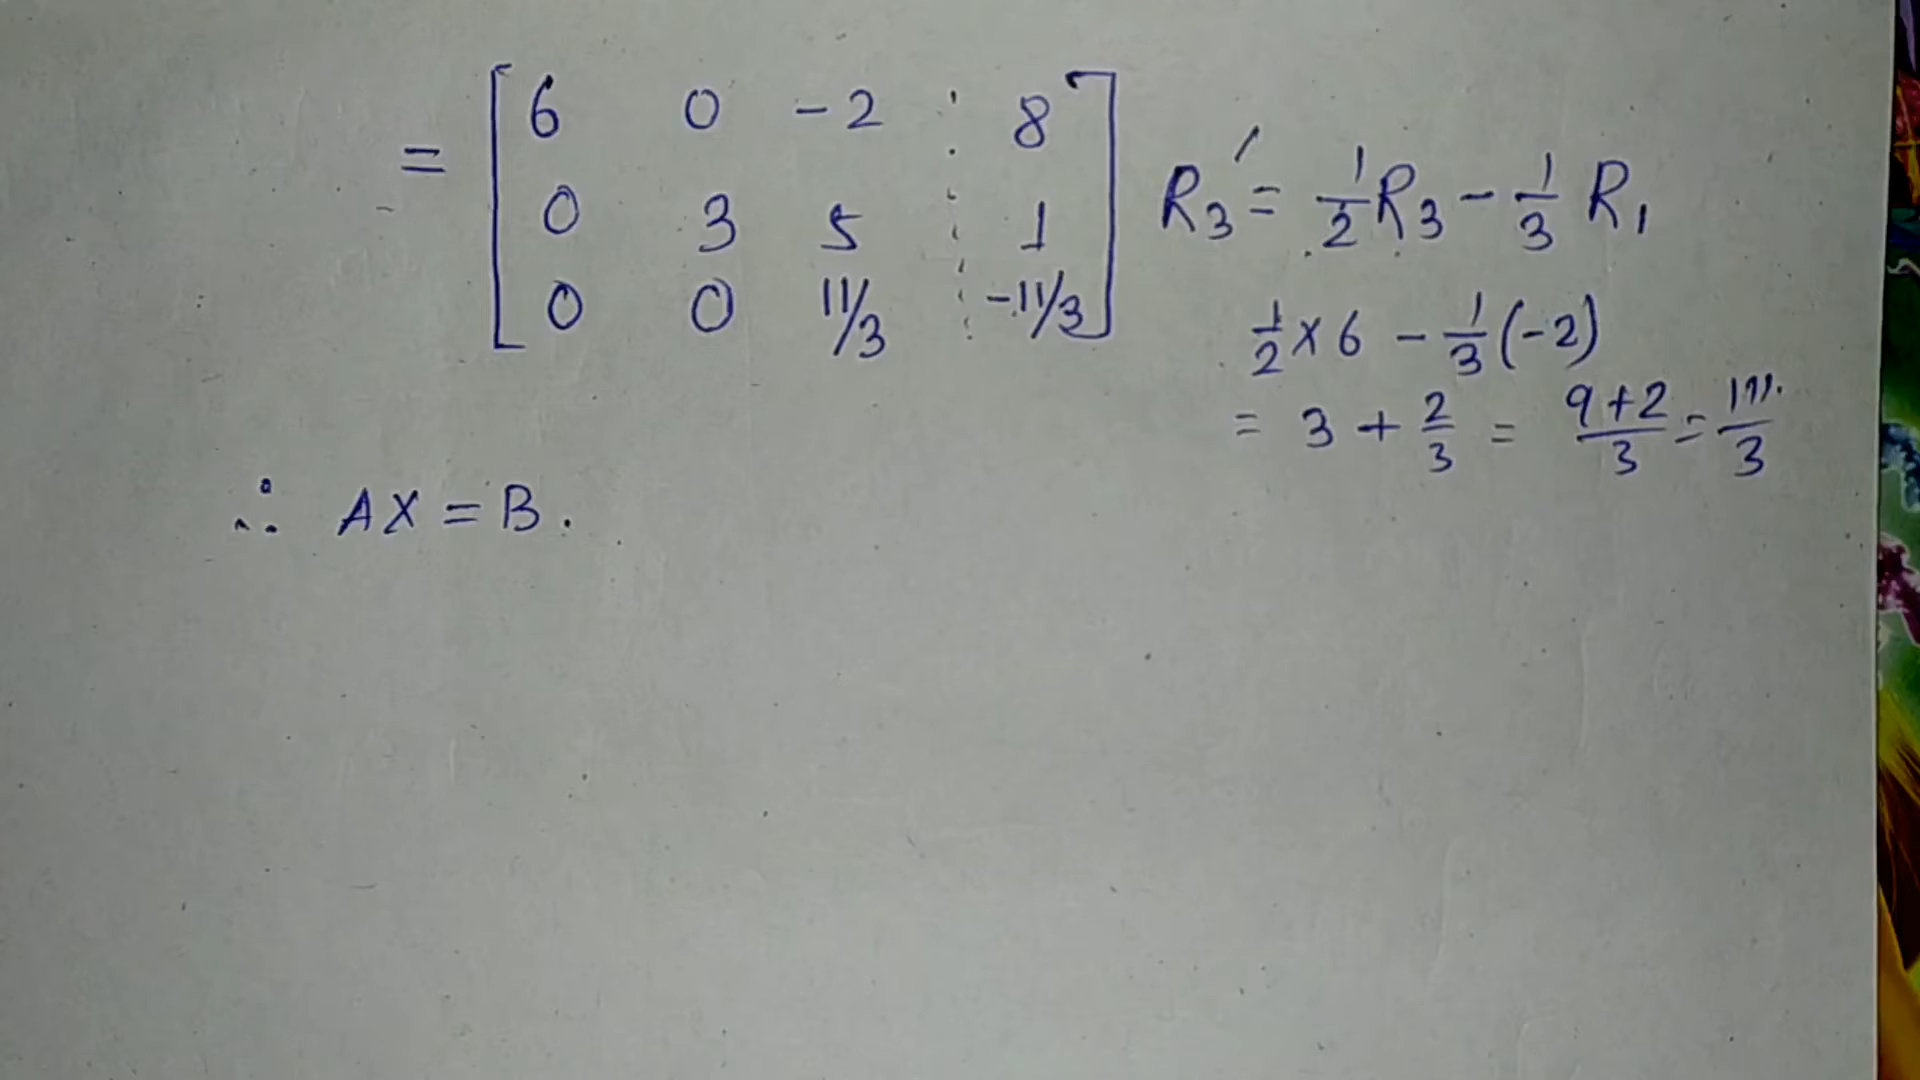 = [ 6 0 -2 : 8 ]
[ 0 3 5 : 1 ] R₃' = 1/2 R₃ - 1/3 R₁
[ 0 0 11/3 : -11/3 ]
1/2 × 6 - 1/3 (-2)
= 3 + 2/3 = (9+2)/3 = 11/3
∴ AX = B.